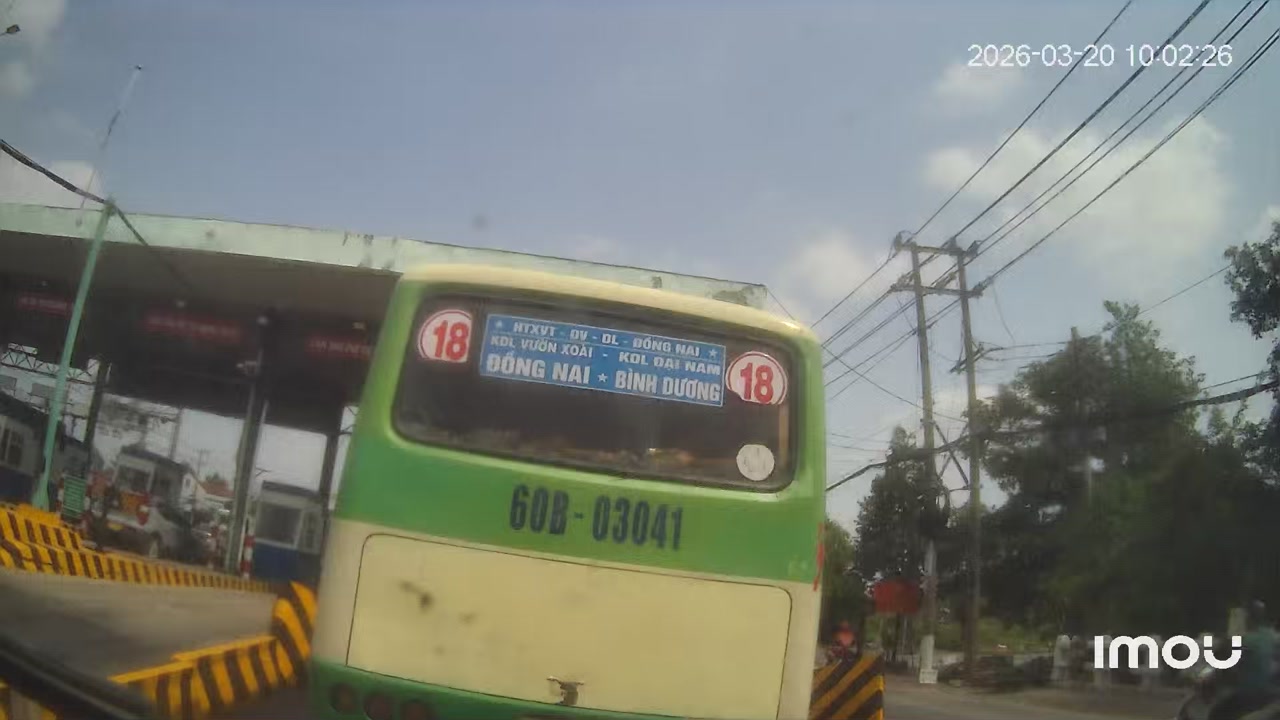 2026-03-20 10:02:26
18
★ HTXVT - DV - DL - ĐỒNG NAI ★
KDL VƯỜN XOÀI - KDL ĐẠI NAM
ĐỒNG NAI ★ BÌNH DƯƠNG
18
60B-03041
imou